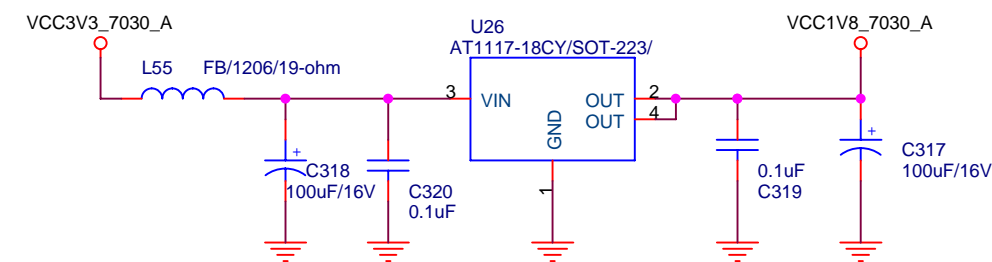 VCC3V3_7030_A
VCC1V8_7030_A
U26
AT1117-18CY/SOT-223/
L55 FB/1206/19-ohm
3 VIN OUT 2
OUT 4
GND
1
+
C318
100uF/16V
C320
0.1uF
0.1uF
C319
+
C317
100uF/16V